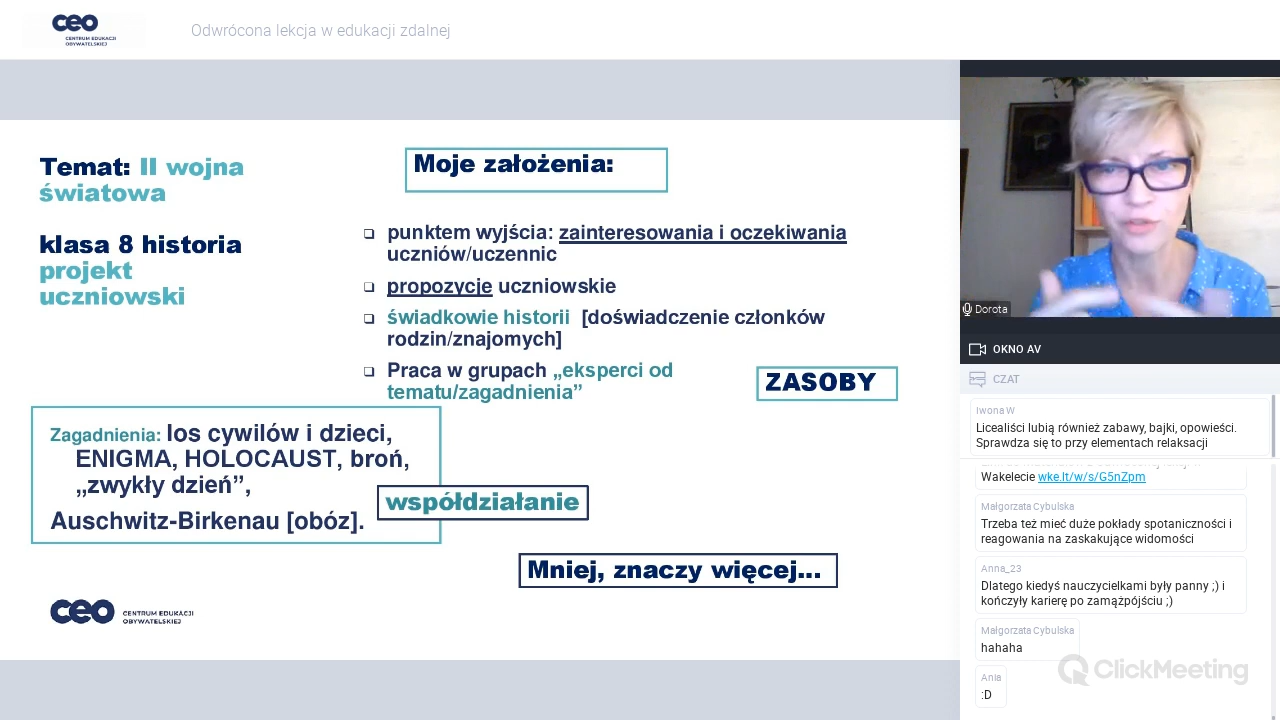 ceo
CENTRUM EDUKACJI
OBYWATELSKIEJ
Odwrócona lekcja w edukacji zdalnej
Temat: II wojna
światowa
klasa 8 historia
projekt
uczniowski
Moje założenia:
❑ punktem wyjścia: zainteresowania i oczekiwania
uczniów/uczennic
❑ propozycje uczniowskie
❑ świadkowie historii [doświadczenie członków
rodzin/znajomych]
❑ Praca w grupach „eksperci od
tematu/zagadnienia”
ZASOBY
Zagadnienia: los cywilów i dzieci,
ENIGMA, HOLOCAUST, broń,
„zwykły dzień”,
Auschwitz-Birkenau [obóz].
współdziałanie
Mniej, znaczy więcej...
ceo
CENTRUM EDUKACJI
OBYWATELSKIEJ
Dorota
OKNO AV
CZAT
Iwona W
Licealiści lubią również zabawy, bajki, opowieści.
Sprawdza się to przy elementach relaksacji
Wakelecie wke.lt/w/s/G5nZpm
Małgorzata Cybulska
Trzeba też mieć duże pokłady spotaniczności i
reagowania na zaskakujące widomości
Anna_23
Dlatego kiedyś nauczycielkami były panny ;) i
kończyły karierę po zamążpójściu ;)
Małgorzata Cybulska
hahaha
ClickMeeting
Ania
:D